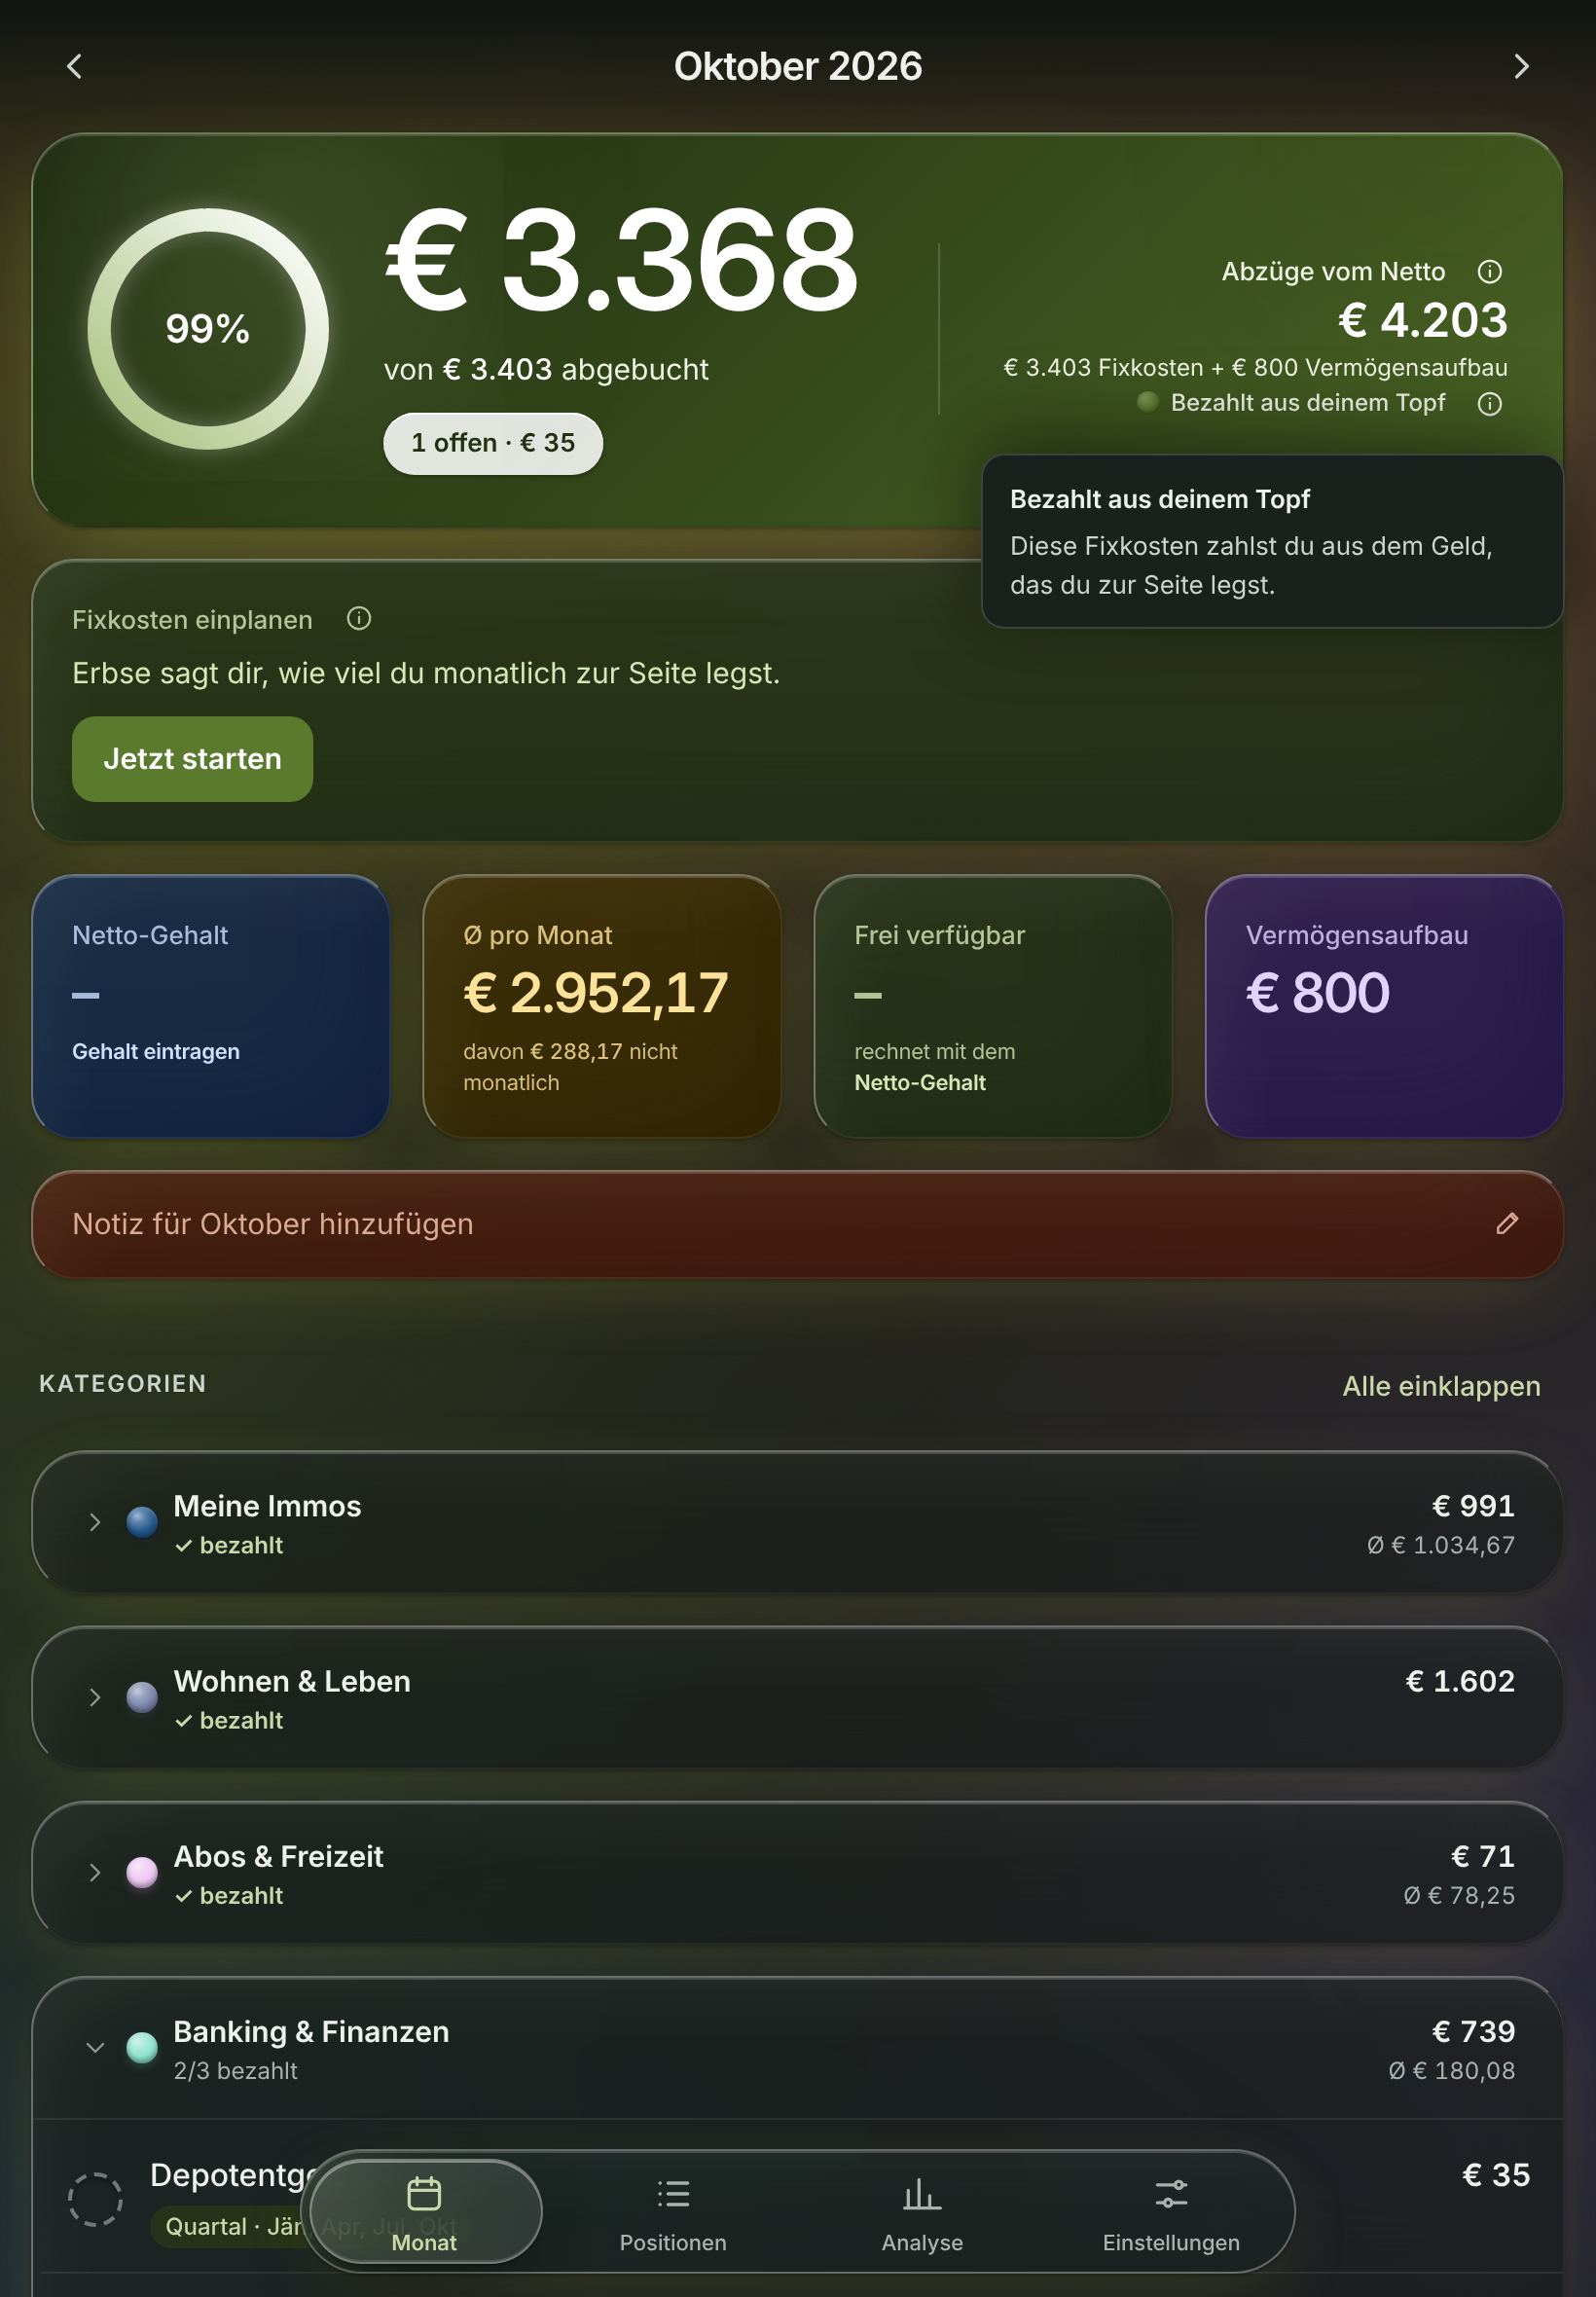 Oktober 2026
99%
€ 3.368
von € 3.403 abgebucht
1 offen · € 35
Abzüge vom Netto
€ 4.203
€ 3.403 Fixkosten + € 800 Vermögensaufbau
Bezahlt aus deinem Topf
Bezahlt aus deinem Topf
Diese Fixkosten zahlst du aus dem Geld,
das du zur Seite legst.
Fixkosten einplanen
Erbse sagt dir, wie viel du monatlich zur Seite legst.
Jetzt starten
Netto-Gehalt
–
Gehalt eintragen
Ø pro Monat
€ 2.952,17
davon € 288,17 nicht
monatlich
Frei verfügbar
–
rechnet mit dem
Netto-Gehalt
Vermögensaufbau
€ 800
Notiz für Oktober hinzufügen
KATEGORIEN
Alle einklappen
Meine Immos
✓ bezahlt
€ 991
Ø € 1.034,67
Wohnen & Leben
✓ bezahlt
€ 1.602
Abos & Freizeit
✓ bezahlt
€ 71
Ø € 78,25
Banking & Finanzen
2/3 bezahlt
€ 739
Ø € 180,08
€ 35
Quartal · Jän, Apr, Jul, Okt
Monat
Positionen
Analyse
Einstellungen